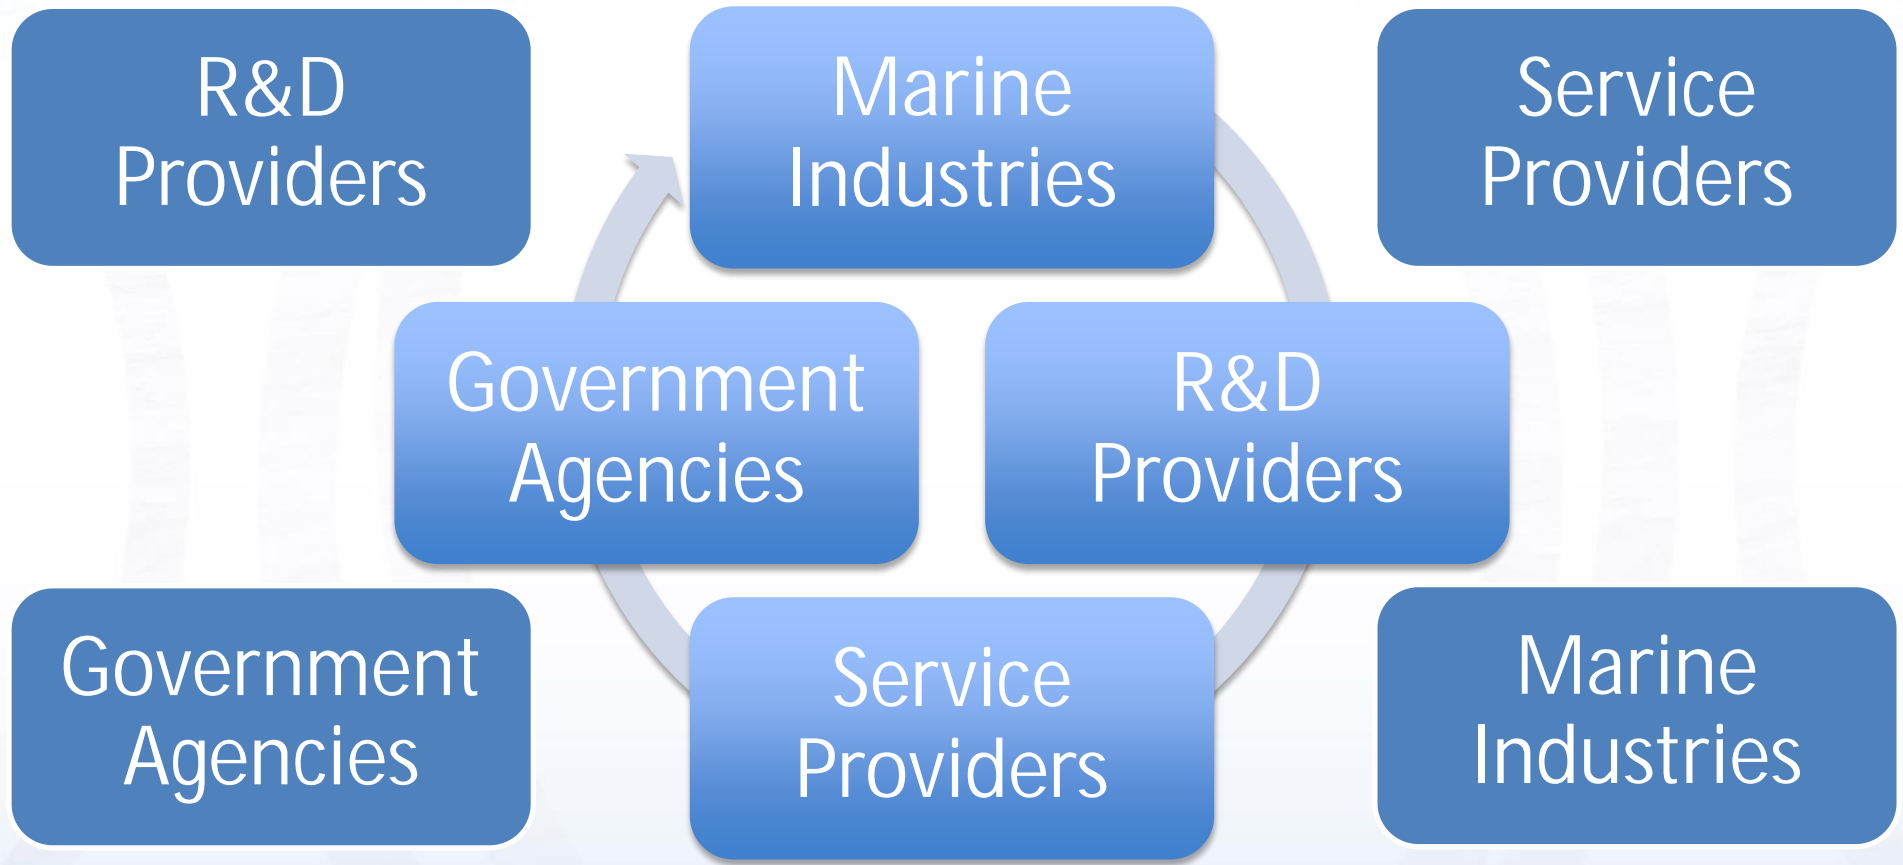 R&D
Providers
Marine
Industries
Service
Providers
Government
Agencies
R&D
Providers
Government
Agencies
Service
Providers
Marine
Industries